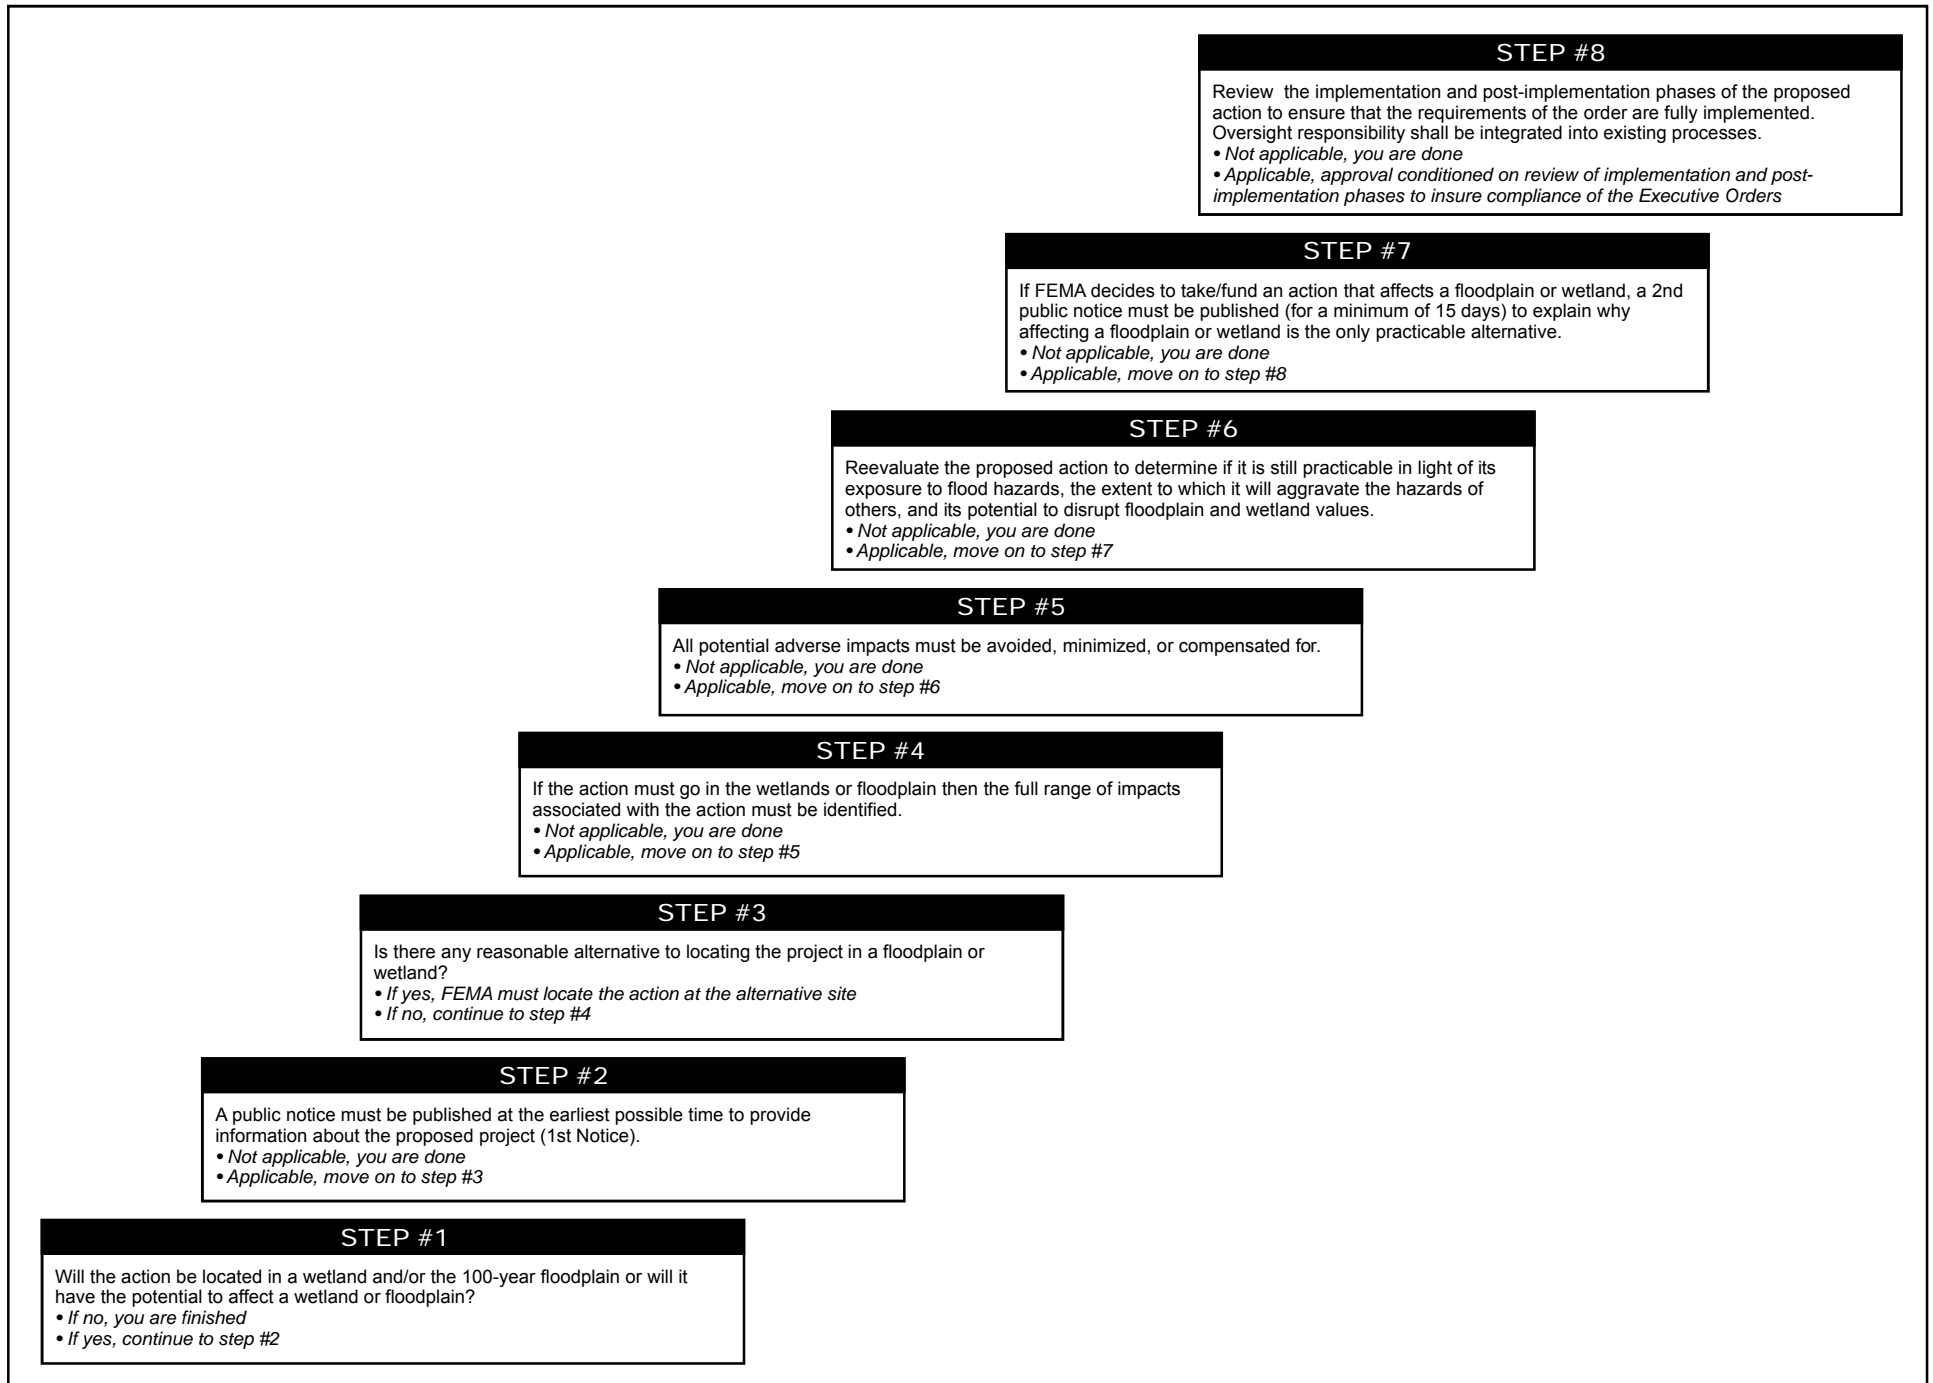 STEP #8
Review  the implementation and post-implementation phases of the proposed
action to ensure that the requirements of the order are fully implemented.
Oversight responsibility shall be integrated into existing processes.
• Not applicable, you are done
• Applicable, approval conditioned on review of implementation and post-
implementation phases to insure compliance of the Executive Orders
STEP #7
If FEMA decides to take/fund an action that affects a floodplain or wetland, a 2nd
public notice must be published (for a minimum of 15 days) to explain why
affecting a floodplain or wetland is the only practicable alternative.
• Not applicable, you are done
• Applicable, move on to step #8
STEP #6
Reevaluate the proposed action to determine if it is still practicable in light of its
exposure to flood hazards, the extent to which it will aggravate the hazards of
others, and its potential to disrupt floodplain and wetland values.
• Not applicable, you are done
• Applicable, move on to step #7
STEP #5
All potential adverse impacts must be avoided, minimized, or compensated for.
• Not applicable, you are done
• Applicable, move on to step #6
STEP #4
If the action must go in the wetlands or floodplain then the full range of impacts
associated with the action must be identified.
• Not applicable, you are done
• Applicable, move on to step #5
STEP #3
Is there any reasonable alternative to locating the project in a floodplain or
wetland?
• If yes, FEMA must locate the action at the alternative site
• If no, continue to step #4
STEP #2
A public notice must be published at the earliest possible time to provide
information about the proposed project (1st Notice).
• Not applicable, you are done
• Applicable, move on to step #3
STEP #1
Will the action be located in a wetland and/or the 100-year floodplain or will it
have the potential to affect a wetland or floodplain?
• If no, you are finished
• If yes, continue to step #2